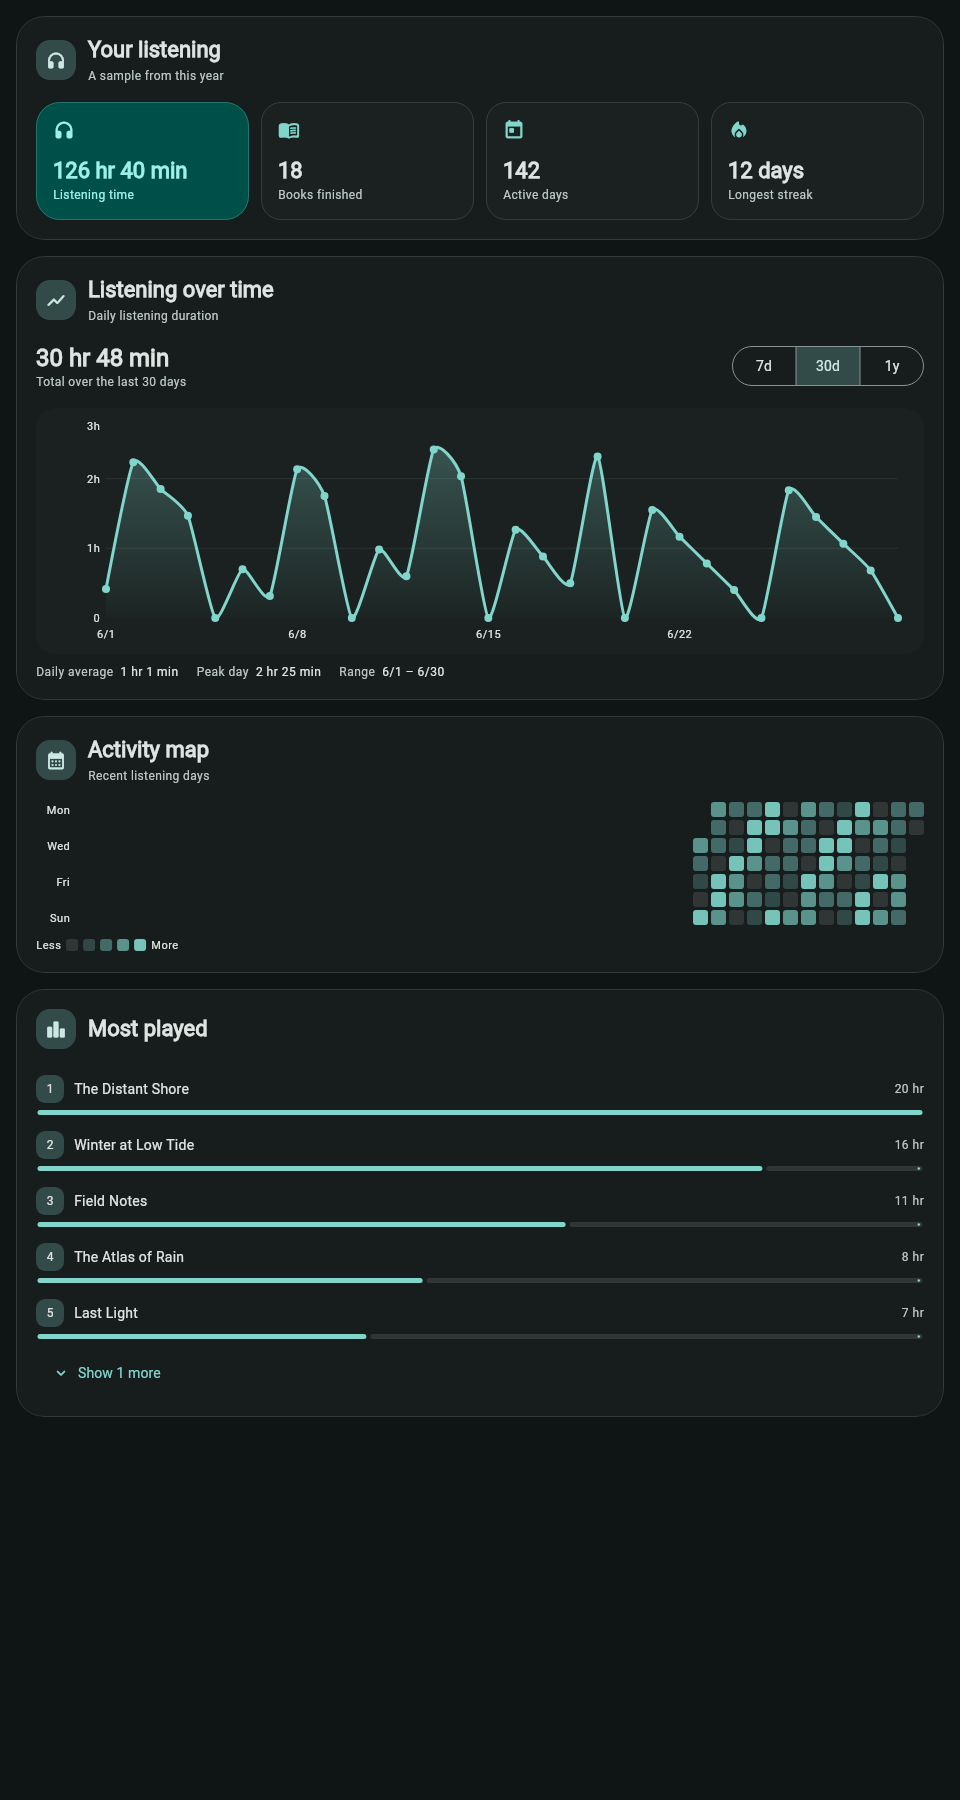 Your listening
A sample from this year
126 hr 40 min
Listening time
18
Books finished
142
Active days
12 days
Longest streak
Listening over time
Daily listening duration
30 hr 48 min
Total over the last 30 days
7d 30d 1y
3h
2h
1h
0
6/1 6/8 6/15 6/22
Daily average 1 hr 1 min Peak day 2 hr 25 min Range 6/1 – 6/30
Activity map
Recent listening days
Mon
Wed
Fri
Sun
Less More
Most played
1 The Distant Shore 20 hr
2 Winter at Low Tide 16 hr
3 Field Notes 11 hr
4 The Atlas of Rain 8 hr
5 Last Light 7 hr
Show 1 more